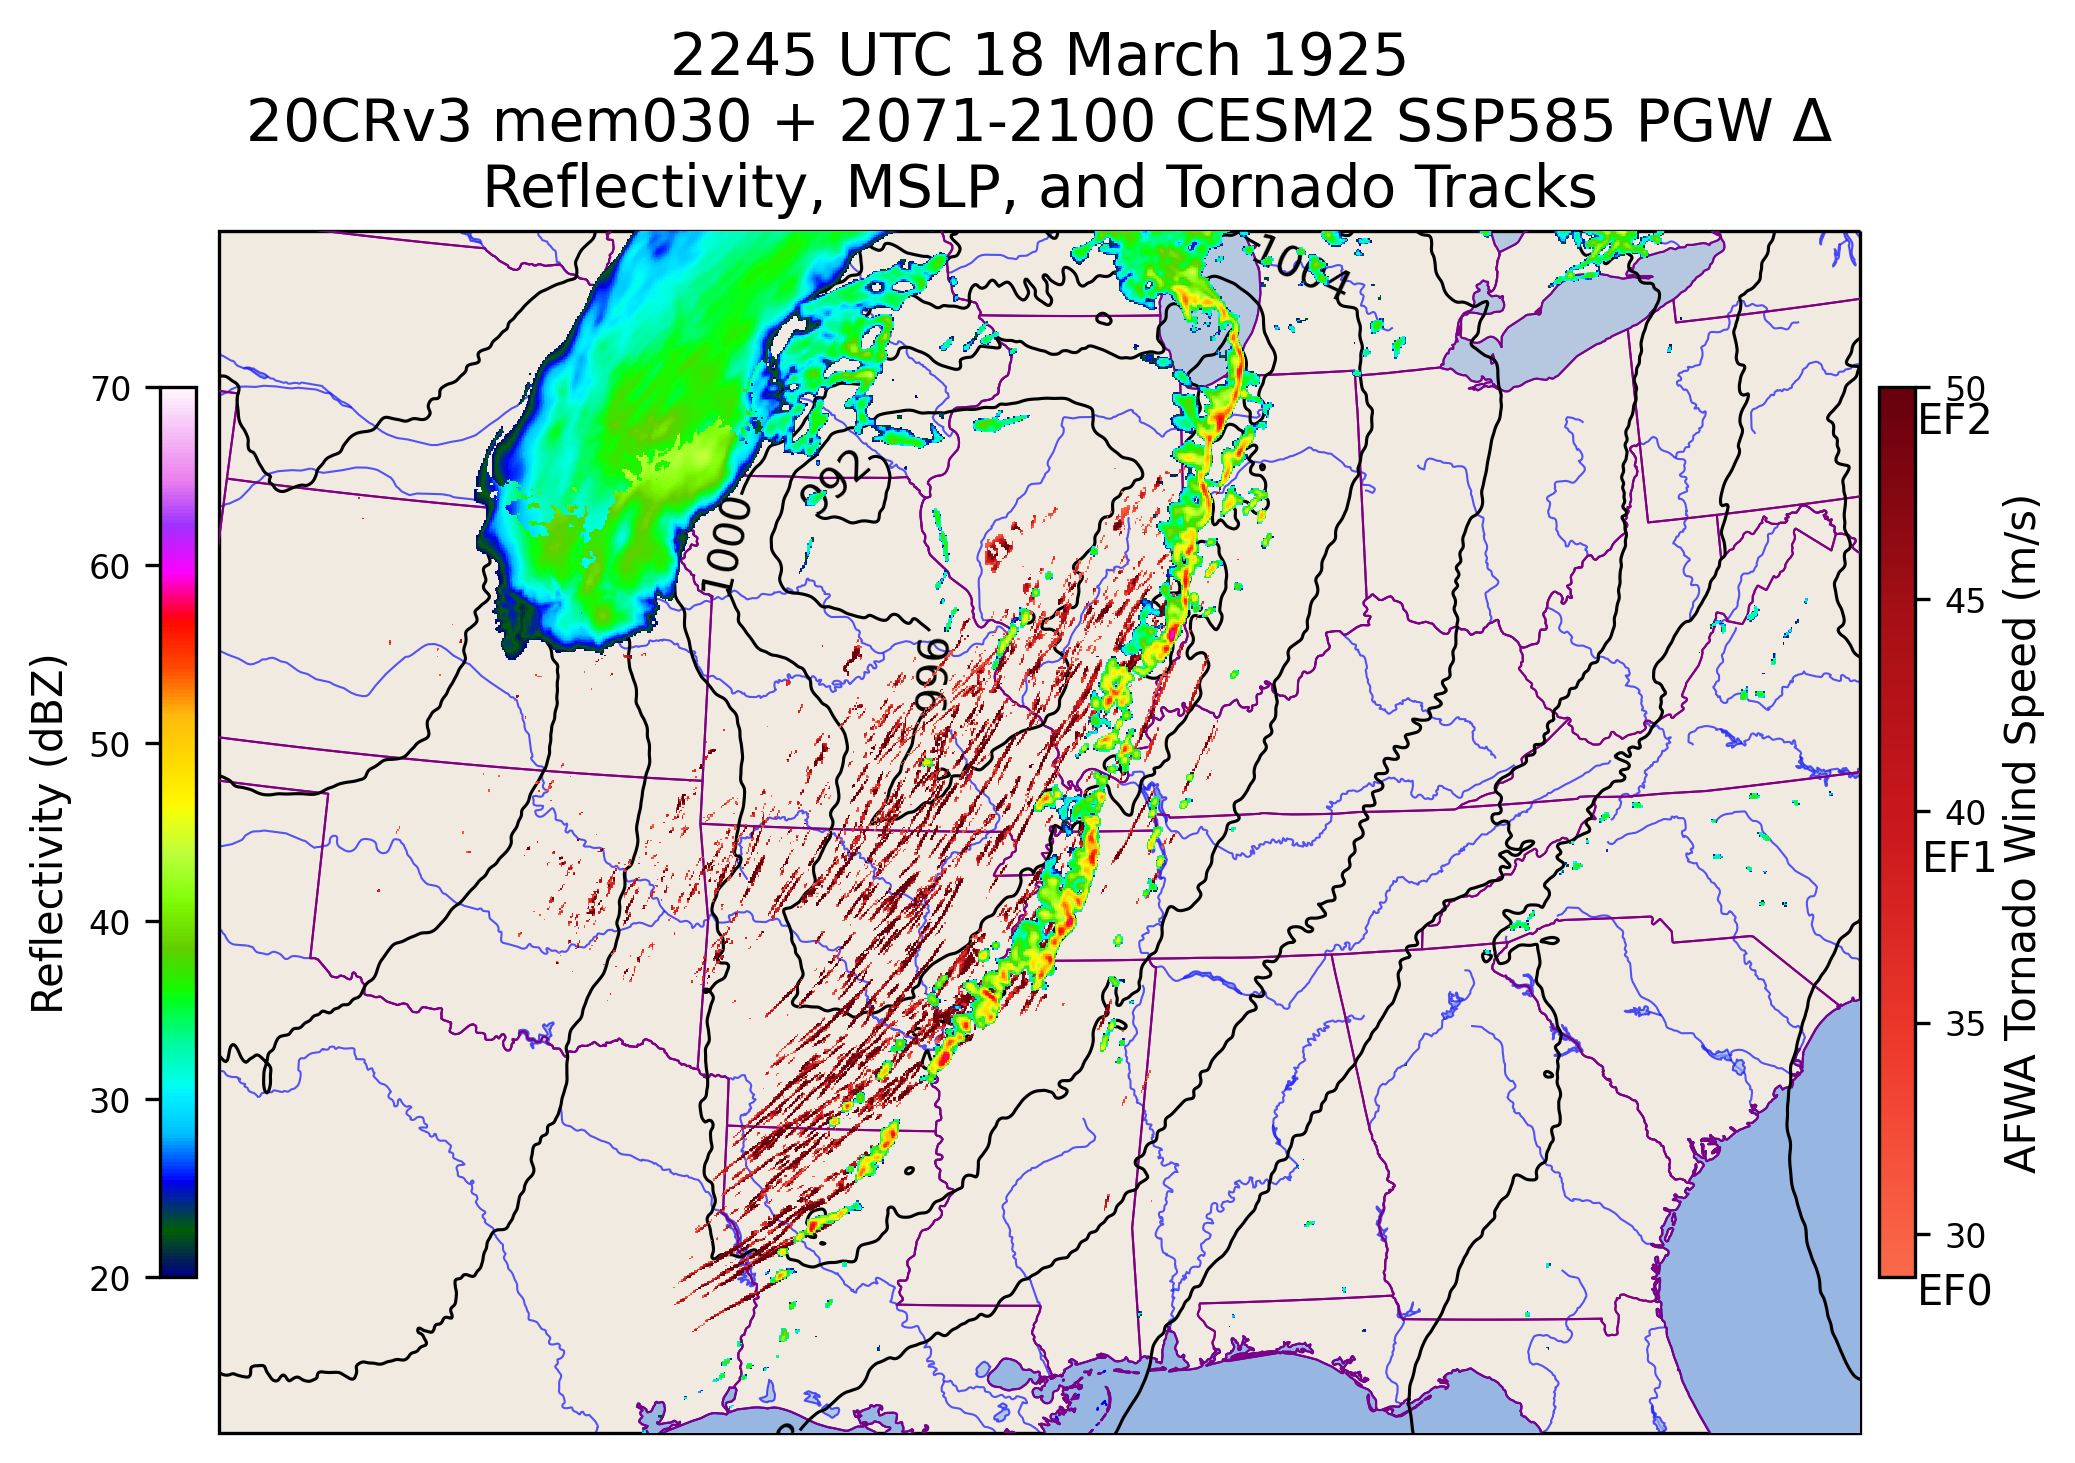 2245 UTC 18 March 1925
20CRv3 mem030 + 2071-2100 CESM2 SSP585 PGW Δ
Reflectivity, MSLP, and Tornado Tracks
1004
992
1000
996
70
60
50
40
30
20
Reflectivity (dBZ)
50
EF2
45
40
EF1
35
30
EF0
AFWA Tornado Wind Speed (m/s)